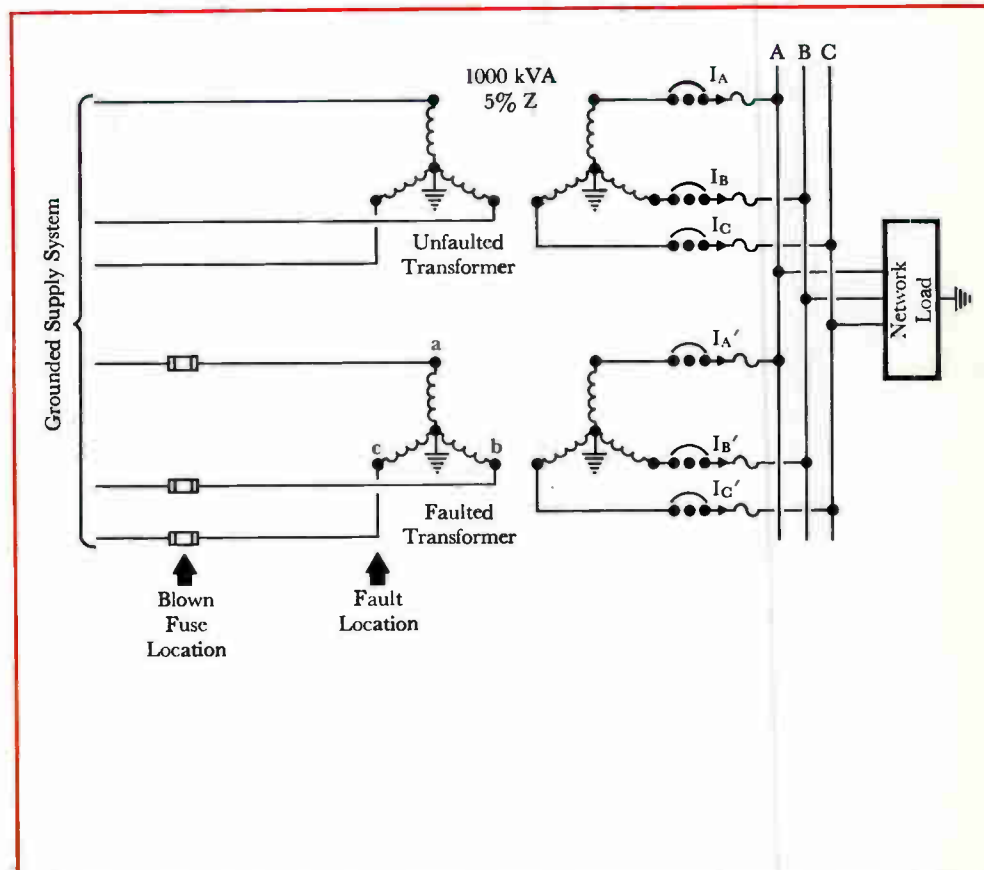 A B C
1000 kVA
5% Z
IA
IB
IC
Unfaulted
Transformer
Grounded Supply System
Network
Load
a
IA′
c
b
IB′
IC′
Faulted
Transformer
Blown
Fuse
Location
Fault
Location